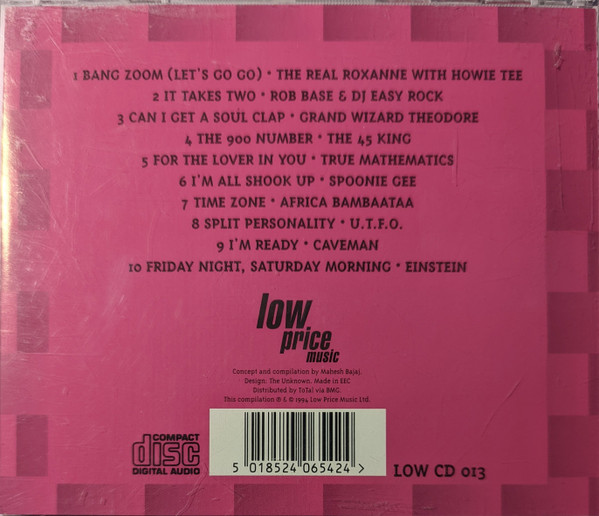 1 BANG ZOOM (LET'S GO GO) * THE REAL ROXANNE WITH HOWIE TEE
2 IT TAKES TWO * ROB BASE & DJ EASY ROCK
3 CAN I GET A SOUL CLAP * GRAND WIZARD THEODORE
4 THE 900 NUMBER * THE 45 KING
5 FOR THE LOVER IN YOU * TRUE MATHEMATICS
6 I'M ALL SHOOK UP * SPOONIE GEE
7 TIME ZONE * AFRICA BAMBAATAA
8 SPLIT PERSONALITY * U.T.F.O.
9 I'M READY * CAVEMAN
10 FRIDAY NIGHT, SATURDAY MORNING * EINSTEIN
low
price
music
Concept and compilation by Mahesh Bajaj.
Design: The Unknown. Made in EEC
Distributed by ToTal via BMG.
This compilation ℗ & © 1994 Low Price Music Ltd.
COMPACT
disc
DIGITAL AUDIO
5 018524 065424 >
LOW CD 013